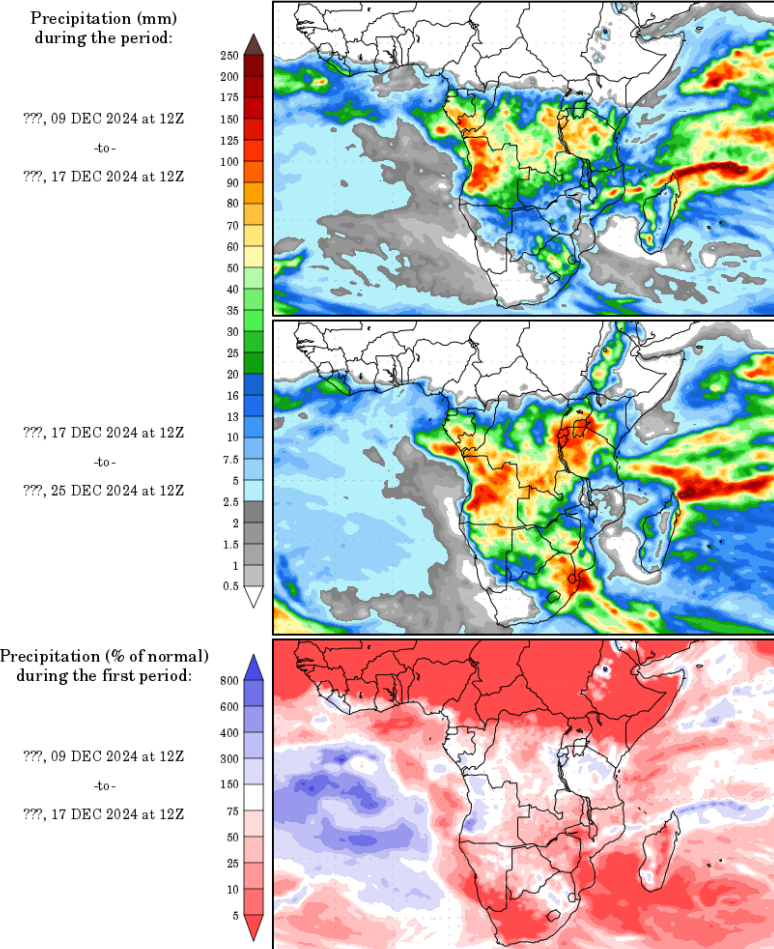 Precipitation (mm)
during the period:
???, 09 DEC 2024 at 12Z
-to-
???, 17 DEC 2024 at 12Z
250
200
175
150
125
100
90
80
70
60
50
40
35
30
25
20
16
13
10
7.5
5
2.5
2
1.5
1
0.5
???, 17 DEC 2024 at 12Z
-to-
???, 25 DEC 2024 at 12Z
Precipitation (% of normal)
during the first period:
800
600
400
300
150
75
50
25
10
5
???, 09 DEC 2024 at 12Z
-to-
???, 17 DEC 2024 at 12Z